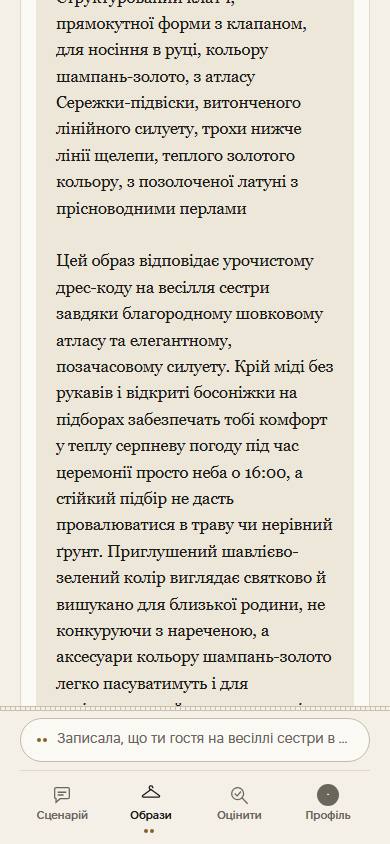 Структурований клатч,
прямокутної форми з клапаном,
для носіння в руці, кольору
шампань-золото, з атласу
Сережки-підвіски, витонченого
лінійного силуету, трохи нижче
лінії щелепи, теплого золотого
кольору, з позолоченої латуні з
прісноводними перлами
Цей образ відповідає урочистому
дрес-коду на весілля сестри
завдяки благородному шовковому
атласу та елегантному,
позачасовому силуету. Крій міді без
рукавів і відкриті босоніжки на
підборах забезпечать тобі комфорт
у теплу серпневу погоду під час
церемонії просто неба о 16:00, а
стійкий підбір не дасть
провалюватися в траву чи нерівний
ґрунт. Приглушений шавлієво-
зелений колір виглядає святково й
вишукано для близької родини, не
конкуруючи з нареченою, а
аксесуари кольору шампань-золото
легко пасуватимуть і для
Записала, що ти гостя на весіллі сестри в ...
Сценарій
Образи
Оцінити
Профіль